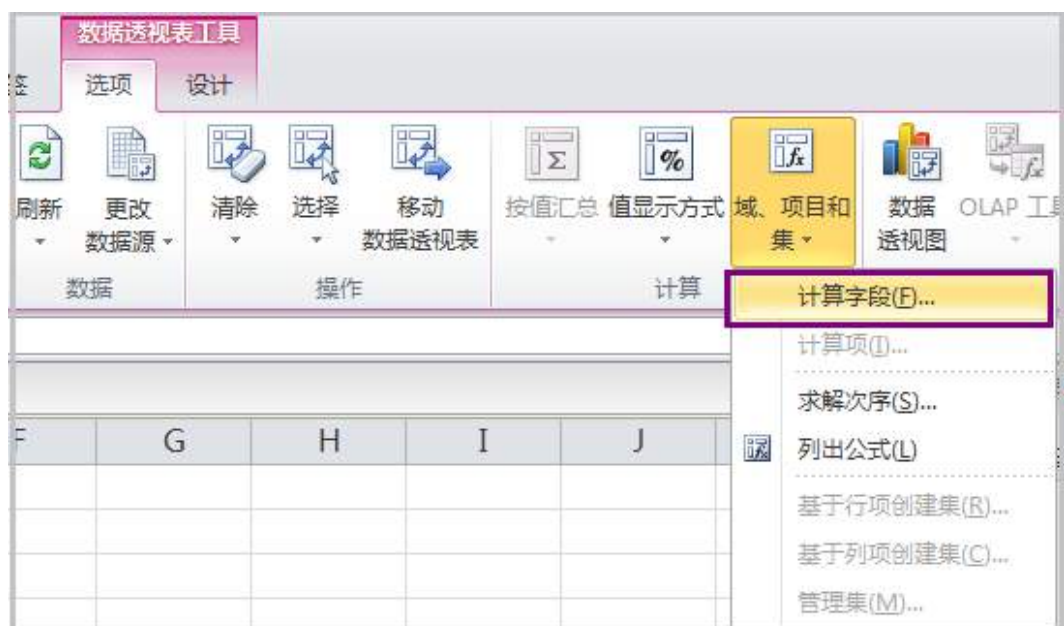 数据透视表工具
签 选项 设计
刷新 更改 数据源 清除 选择 移动 数据透视表 按值汇总 值显示方式 域、项目和 集 数据 透视图 OLAP 工具
数据 操作 计算
计算字段(F)...
计算项(I)...
求解次序(S)...
F G H I J
列出公式(L)
基于行项创建集(R)...
基于列项创建集(C)...
管理集(M)...